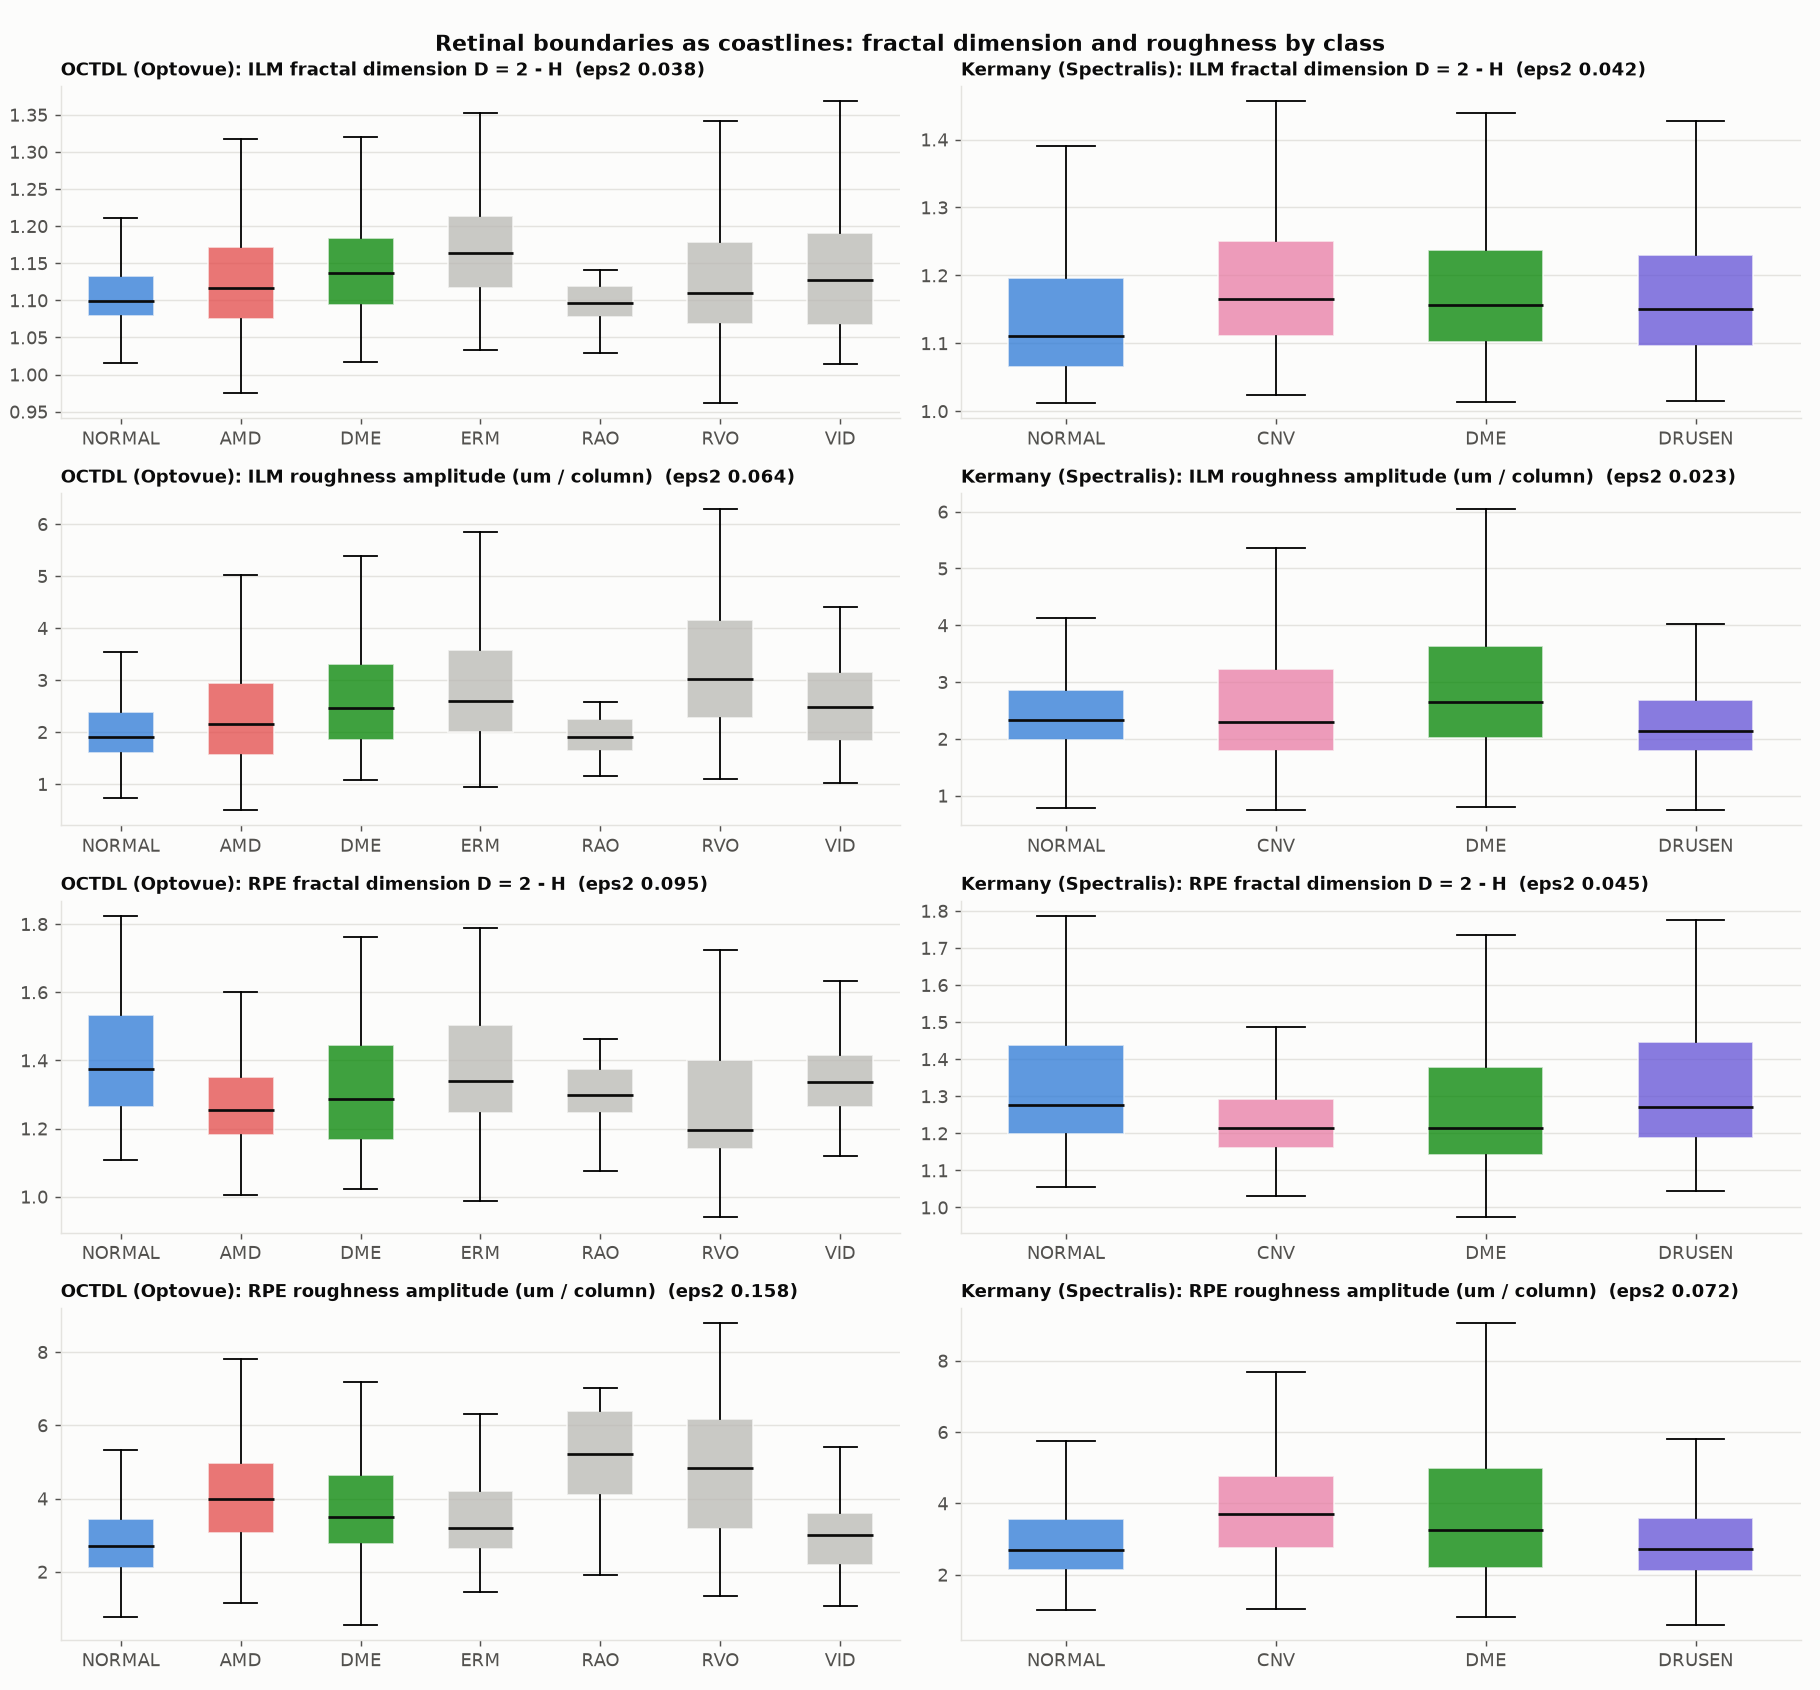 Retinal boundaries as coastlines: fractal dimension and roughness by class
OCTDL (Optovue): ILM fractal dimension D = 2 - H  (eps2 0.038)
1.35
1.30
1.25
1.20
1.15
1.10
1.05
1.00
0.95
NORMAL AMD DME ERM RAO RVO VID
Kermany (Spectralis): ILM fractal dimension D = 2 - H  (eps2 0.042)
1.4
1.3
1.2
1.1
1.0
NORMAL CNV DME DRUSEN
OCTDL (Optovue): ILM roughness amplitude (um / column)  (eps2 0.064)
6
5
4
3
2
1
NORMAL AMD DME ERM RAO RVO VID
Kermany (Spectralis): ILM roughness amplitude (um / column)  (eps2 0.023)
6
5
4
3
2
1
NORMAL CNV DME DRUSEN
OCTDL (Optovue): RPE fractal dimension D = 2 - H  (eps2 0.095)
1.8
1.6
1.4
1.2
1.0
NORMAL AMD DME ERM RAO RVO VID
Kermany (Spectralis): RPE fractal dimension D = 2 - H  (eps2 0.045)
1.8
1.7
1.6
1.5
1.4
1.3
1.2
1.1
1.0
NORMAL CNV DME DRUSEN
OCTDL (Optovue): RPE roughness amplitude (um / column)  (eps2 0.158)
8
6
4
2
NORMAL AMD DME ERM RAO RVO VID
Kermany (Spectralis): RPE roughness amplitude (um / column)  (eps2 0.072)
8
6
4
2
NORMAL CNV DME DRUSEN